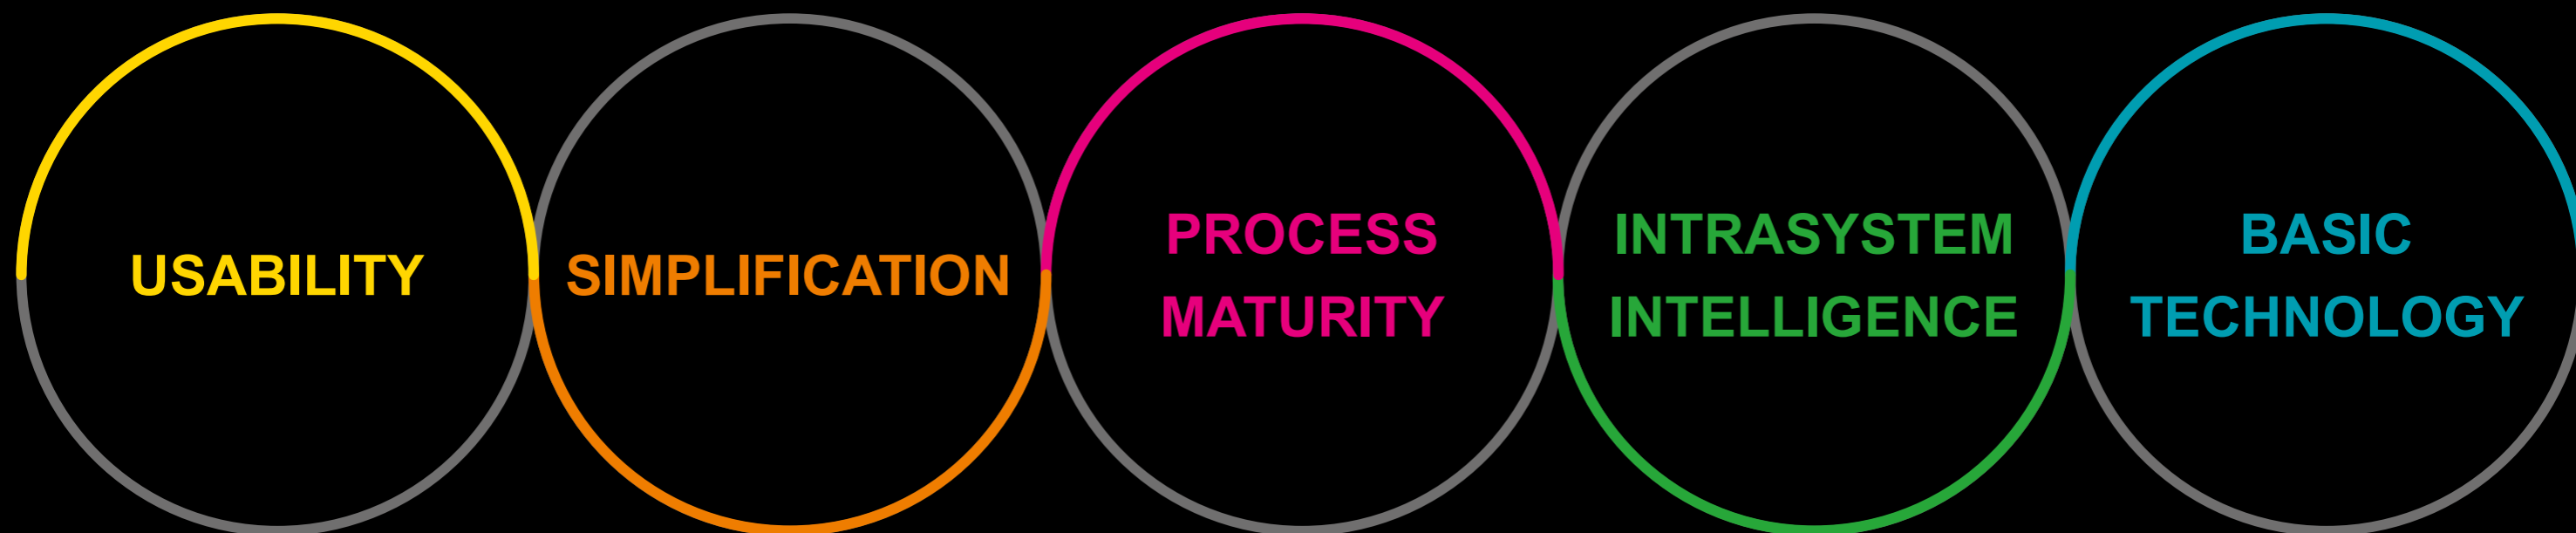 USABILITY
SIMPLIFICATION
PROCESS
MATURITY
INTRASYSTEM
INTELLIGENCE
BASIC
TECHNOLOGY